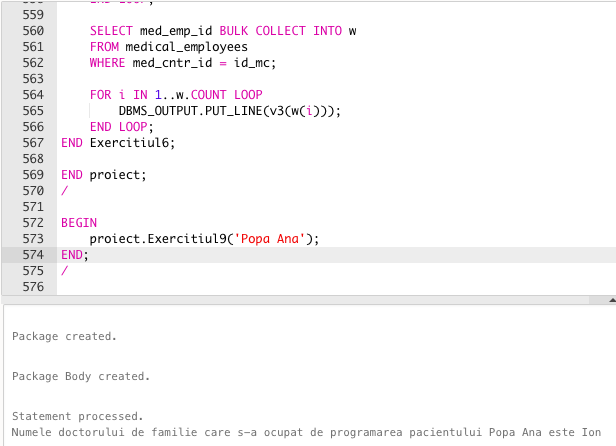 559
560 SELECT med_emp_id BULK COLLECT INTO w
561 FROM medical_employees
562 WHERE med_cntr_id = id_mc;
563
564 FOR i IN 1..w.COUNT LOOP
565 DBMS_OUTPUT.PUT_LINE(v3(w(i)));
566 END LOOP;
567 END Exercitiul6;
568
569 END proiect;
570 /
571
572 BEGIN
573 proiect.Exercitiul9('Popa Ana');
574 END;
575 /
576
Package created.
Package Body created.
Statement processed.
Numele doctorului de familie care s-a ocupat de programarea pacientului Popa Ana este Ion